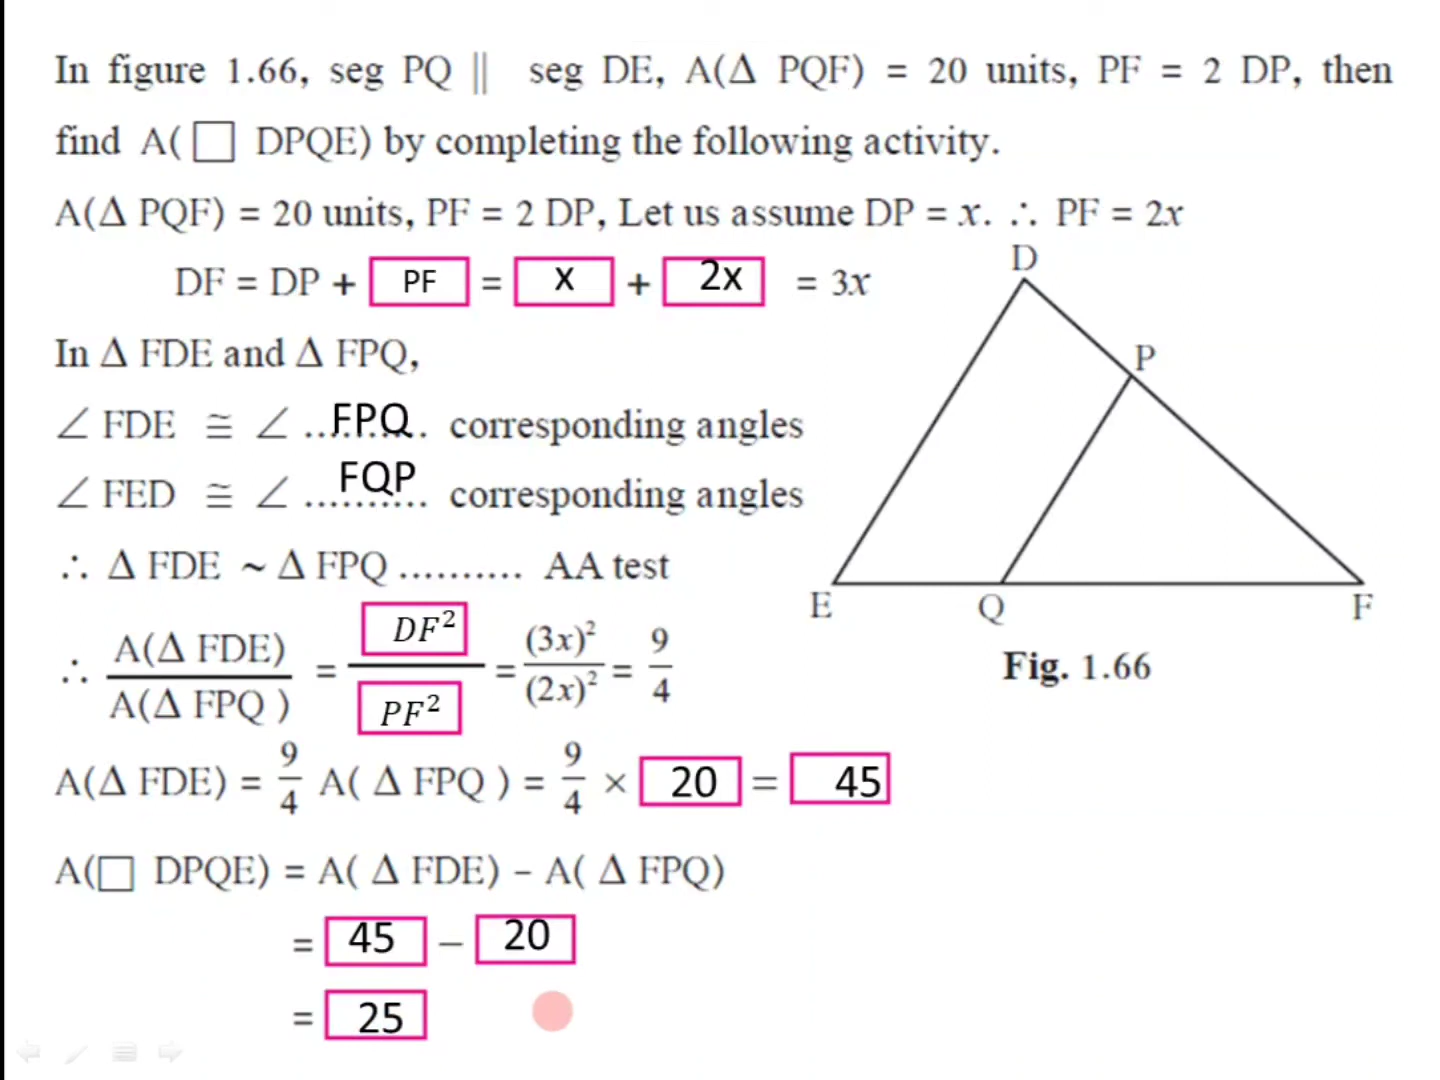 In figure 1.66, seg PQ || seg DE, A(Δ PQF) = 20 units, PF = 2 DP, then
find A(□ DPQE) by completing the following activity.
A(Δ PQF) = 20 units, PF = 2 DP, Let us assume DP = x. ∴ PF = 2x
DF = DP + PF = x + 2x = 3x
In Δ FDE and Δ FPQ,
∠ FDE ≅ ∠ .. FPQ . corresponding angles
∠ FED ≅ ∠ FQP .......... corresponding angles
∴ Δ FDE ~ Δ FPQ .......... AA test
∴ A(Δ FDE) / A(Δ FPQ ) = DF² / PF² = (3x)² / (2x)² = 9 / 4
A(Δ FDE) = 9/4 A( Δ FPQ ) = 9/4 × 20 = 45
A(□ DPQE) = A( Δ FDE) − A( Δ FPQ)
= 45 − 20
= 25
D
P
E
Q
F
Fig. 1.66